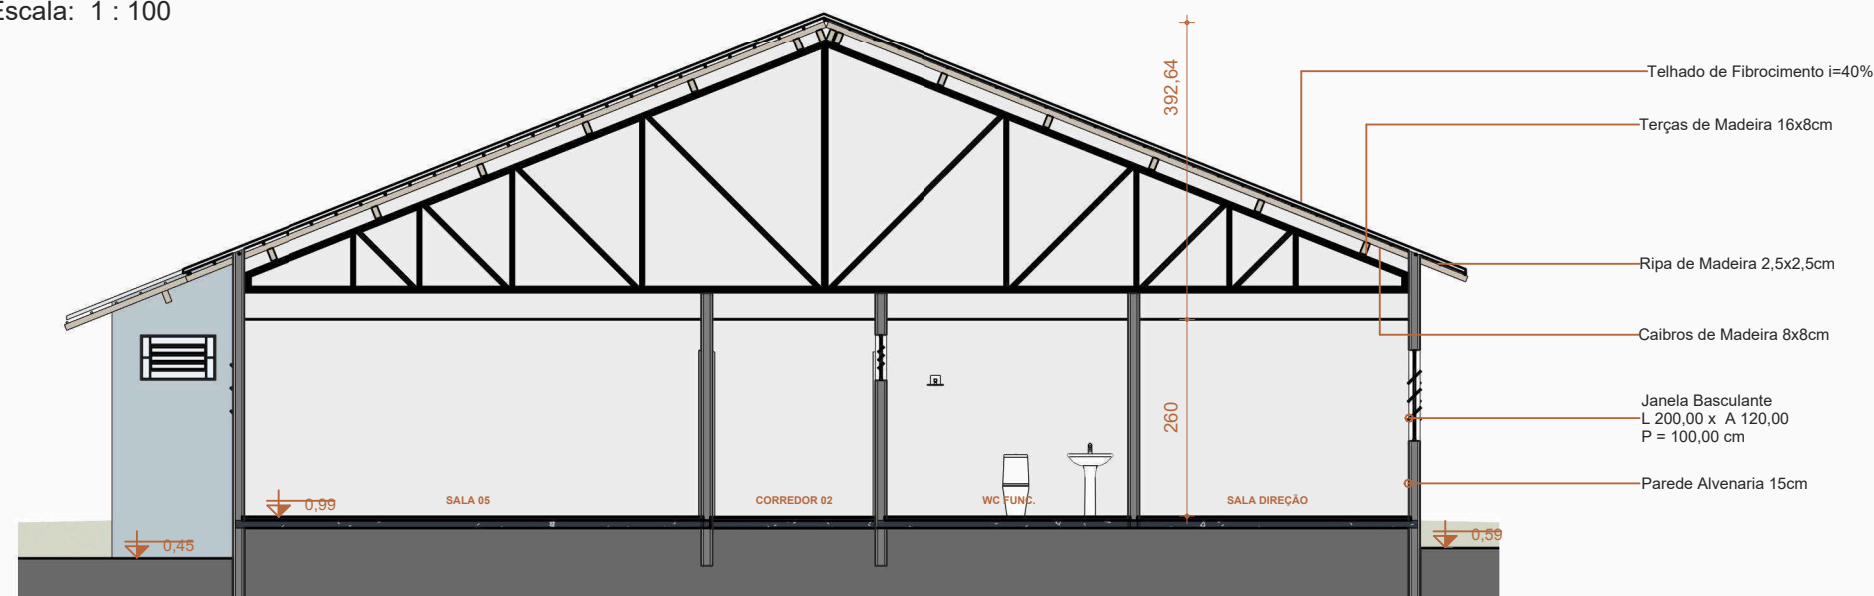 Escala: 1 : 100
392,64
Telhado de Fibrocimento i=40%
Terças de Madeira 16x8cm
Ripa de Madeira 2,5x2,5cm
Caibros de Madeira 8x8cm
Janela Basculante
L 200,00 x A 120,00
P = 100,00 cm
260
Parede Alvenaria 15cm
0,99
SALA 05
CORREDOR 02
WC FUNC.
SALA DIREÇÃO
0,45
0,59